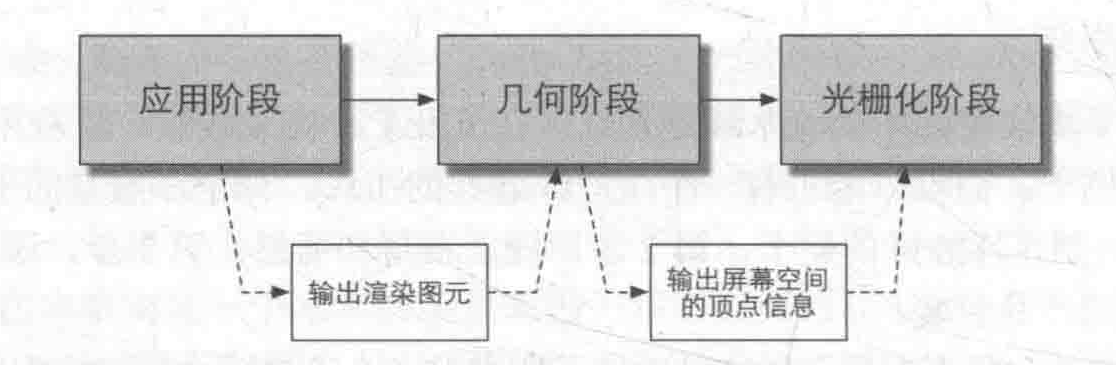 应用阶段
几何阶段
光栅化阶段
输出渲染图元
输出屏幕空间
的顶点信息